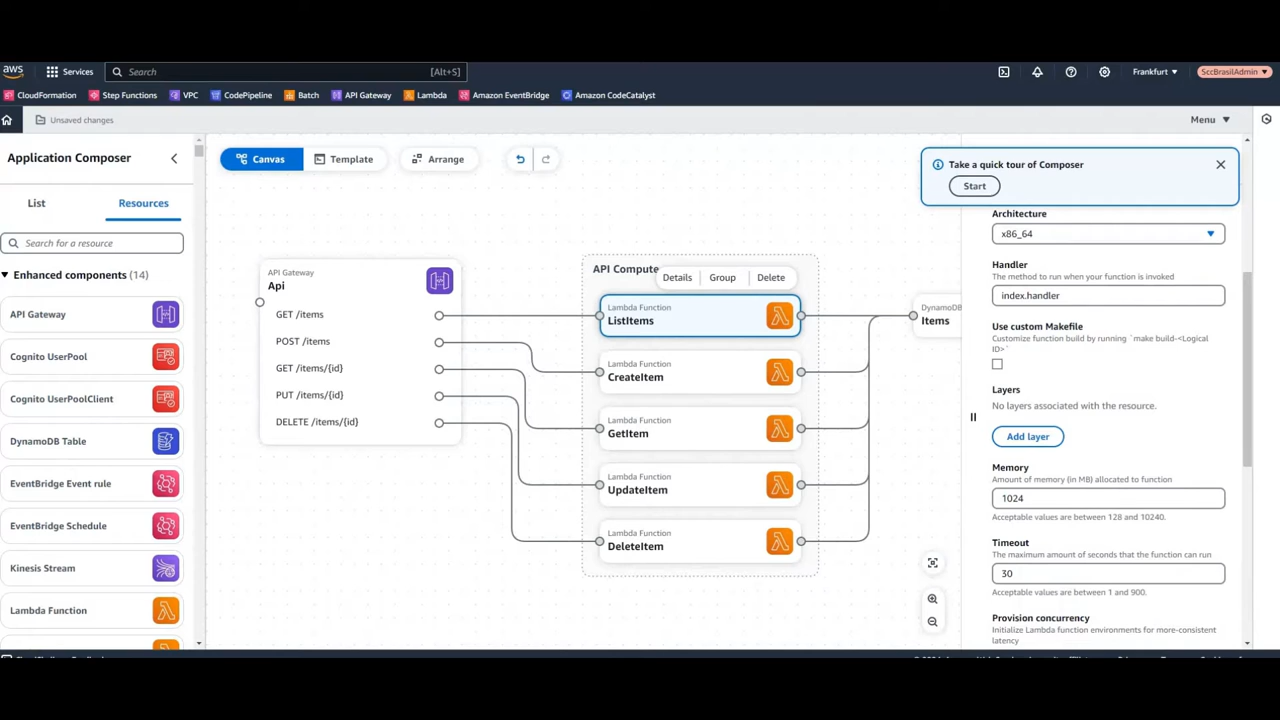 aws
Services
Search
[Alt+S]
Frankfurt
SccBrasilAdmin
CloudFormation
Step Functions
VPC
CodePipeline
Batch
API Gateway
Lambda
Amazon EventBridge
Amazon CodeCatalyst
Unsaved changes
Menu
Application Composer
List
Resources
Search for a resource
Enhanced components (14)
API Gateway
Cognito UserPool
Cognito UserPoolClient
DynamoDB Table
EventBridge Event rule
EventBridge Schedule
Kinesis Stream
Lambda Function
Canvas
Template
Arrange
API Gateway
Api
GET /items
POST /items
GET /items/{id}
PUT /items/{id}
DELETE /items/{id}
API Compute
Details
Group
Delete
Lambda Function
ListItems
Lambda Function
CreateItem
Lambda Function
GetItem
Lambda Function
UpdateItem
Lambda Function
DeleteItem
DynamoDB
Items
Take a quick tour of Composer
Start
Architecture
x86_64
Handler
The method to run when your function is invoked
index.handler
Use custom Makefile
Customize function build by running `make build-<Logical
ID>`
Layers
No layers associated with the resource.
Add layer
Memory
Amount of memory (in MB) allocated to function
1024
Acceptable values are between 128 and 10240.
Timeout
The maximum amount of seconds that the function can run
30
Acceptable values are between 1 and 900.
Provision concurrency
Initialize Lambda function environments for more-consistent
latency